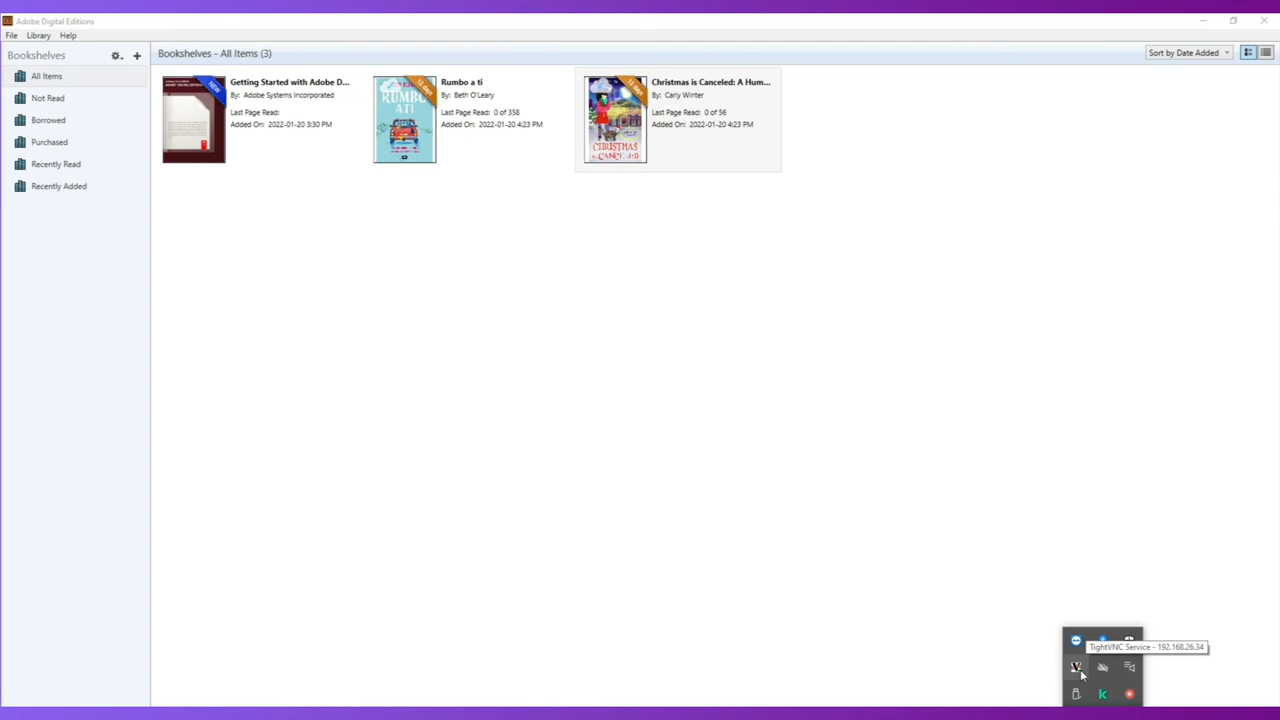 Adobe Digital Editions
File Library Help
Bookshelves
Bookshelves - All Items (3)
Sort by Date Added
All Items
Not Read
Borrowed
Purchased
Recently Read
Recently Added
NEW
Getting Started with Adobe D...
By: Adobe Systems Incorporated
Last Page Read:
Added On: 2022-01-20 3:30 PM
RUMBO
A TI
Rumbo a ti
By: Beth O'Leary
Last Page Read: 0 of 358
Added On: 2022-01-20 4:23 PM
CHRISTMAS
Christmas is Canceled: A Hum...
By: Carly Winter
Last Page Read: 0 of 56
Added On: 2022-01-20 4:23 PM
TightVNC Service - 192.168.26.34